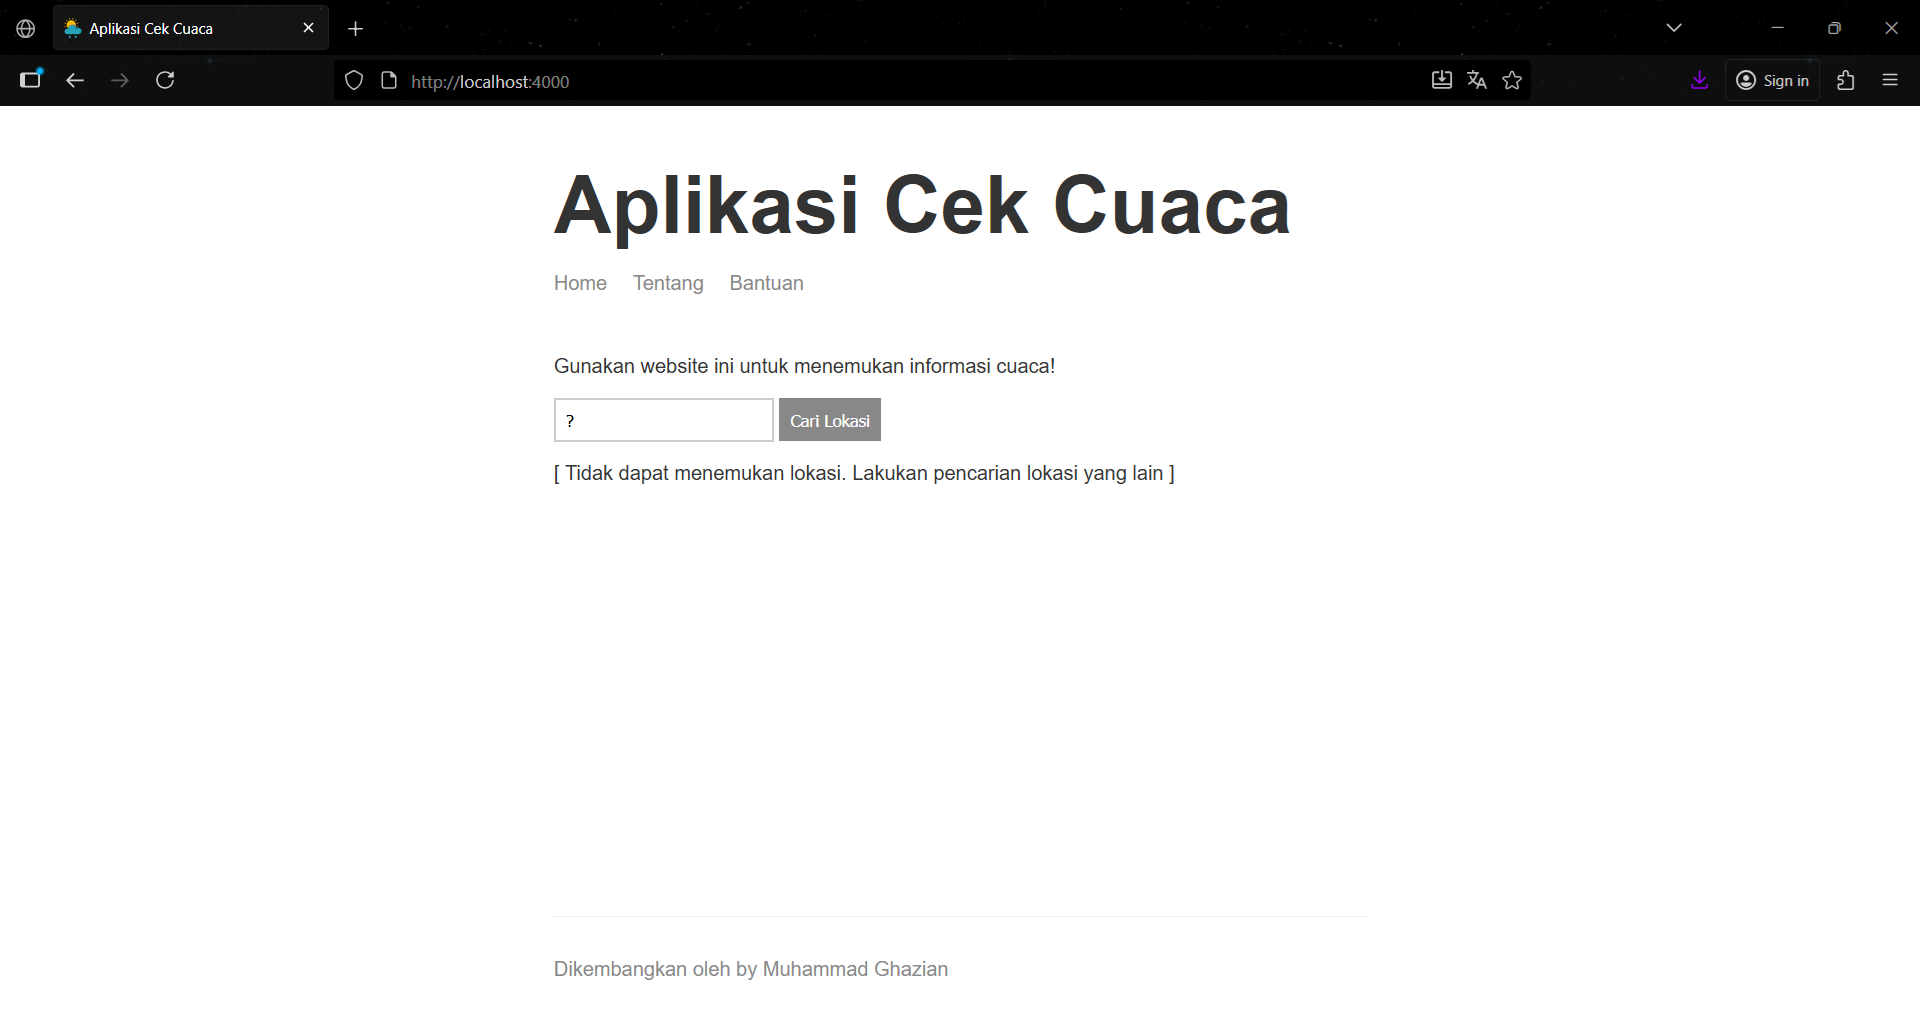 Aplikasi Cek Cuaca
http://localhost:4000
Sign in
Aplikasi Cek Cuaca
Home Tentang Bantuan
Gunakan website ini untuk menemukan informasi cuaca!
? Cari Lokasi
[ Tidak dapat menemukan lokasi. Lakukan pencarian lokasi yang lain ]
Dikembangkan oleh by Muhammad Ghazian